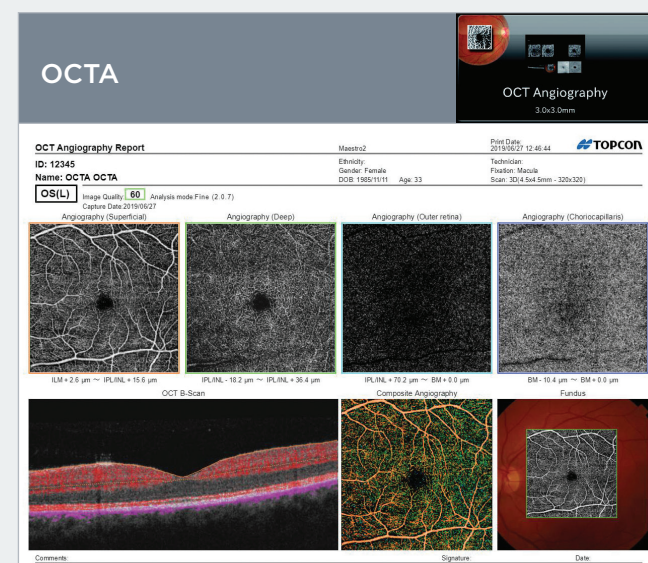 OCTA
OCT Angiography
3.0x3.0mm
OCT Angiography Report
Maestro2
Print Date:
2019/06/27 12:46:44
TOPCON
ID: 12345
Ethnicity:
Technician:
Name: OCTA OCTA
Gender: Female
Fixation: Macula
DOB: 1985/11/11 Age: 33
Scan: 3D(4.5x4.5mm - 320x320)
OS(L) Image Quality: 60 Analysis mode:Fine (2.0.7)
Capture Date:2019/06/27
Angiography (Superficial)
Angiography (Deep)
Angiography (Outer retina)
Angiography (Choriocapillaris)
ILM + 2.6 μm ～ IPL/INL + 15.6 μm
IPL/INL - 18.2 μm ～ IPL/INL + 36.4 μm
IPL/INL + 70.2 μm ～ BM + 0.0 μm
BM - 10.4 μm ～ BM + 0.0 μm
OCT B-Scan
Composite Angiography
Fundus
Comments:
Signature:
Date: